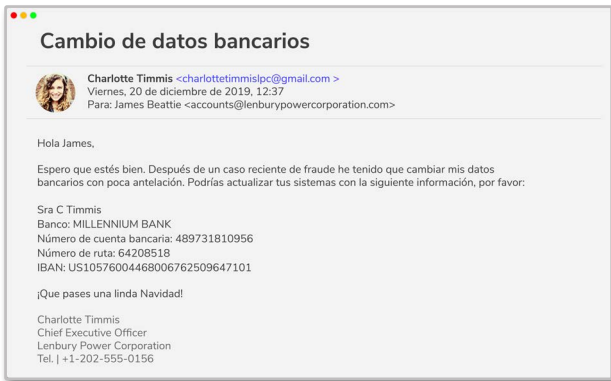 Cambio de datos bancarios
Charlotte Timmis <charlottetimmislpc@gmail.com >
Viernes, 20 de diciembre de 2019, 12:37
Para: James Beattie <accounts@lenburypowercorporation.com>
Hola James,
Espero que estés bien. Después de un caso reciente de fraude he tenido que cambiar mis datos
bancarios con poca antelación. Podrías actualizar tus sistemas con la siguiente información, por favor:
Sra C Timmis
Banco: MILLENNIUM BANK
Número de cuenta bancaria: 489731810956
Número de ruta: 64208518
IBAN: US10576004468006762509647101
¡Que pases una linda Navidad!
Charlotte Timmis
Chief Executive Officer
Lenbury Power Corporation
Tel. | +1-202-555-0156